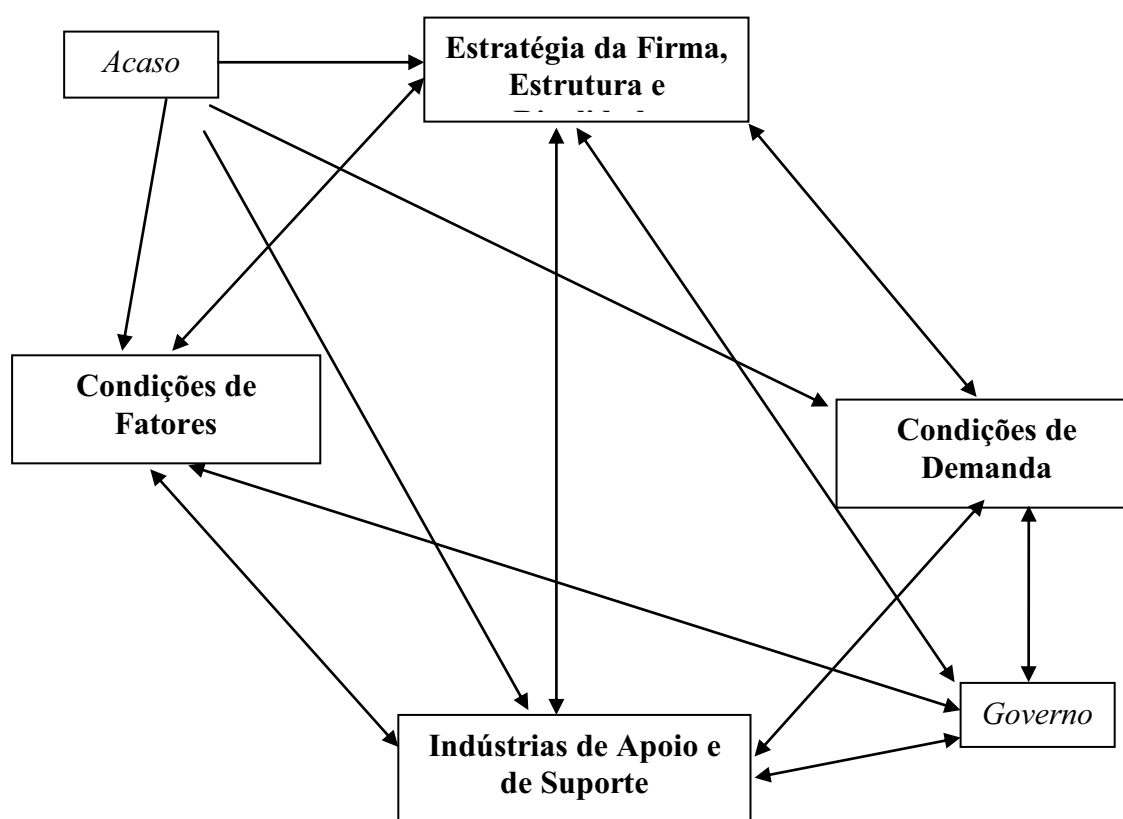 Acaso
Estratégia da Firma,
Estrutura e
Condições de
Fatores
Condições de
Demanda
Governo
Indústrias de Apoio e
de Suporte